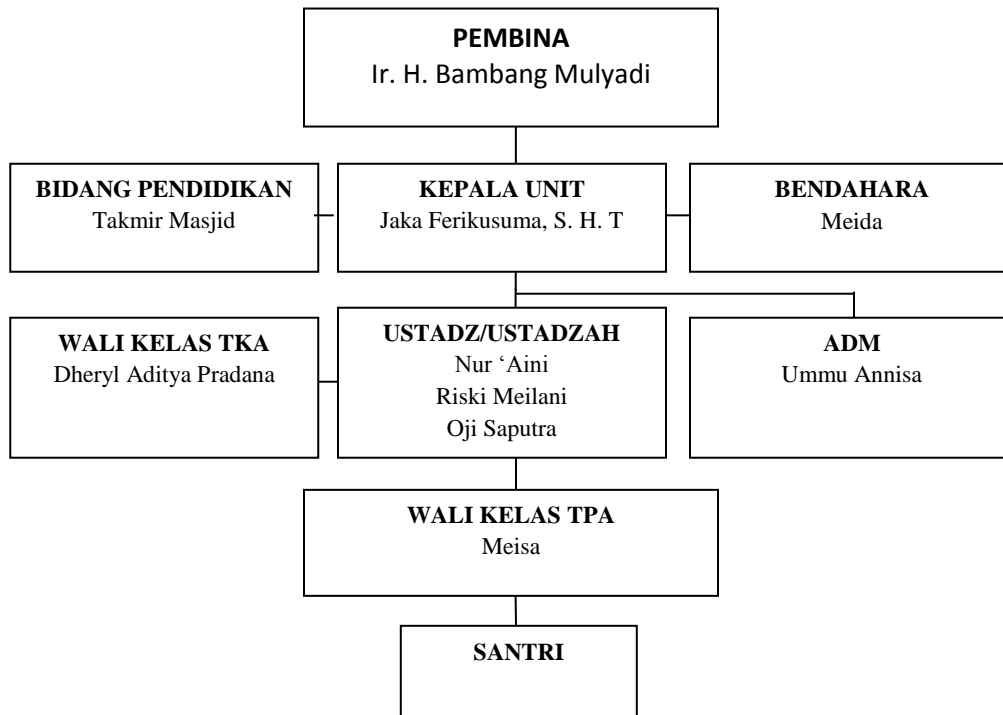 PEMBINA
Ir. H. Bambang Mulyadi
BIDANG PENDIDIKAN
Takmir Masjid
KEPALA UNIT
Jaka Ferikusuma, S. H. T
BENDAHARA
Meida
WALI KELAS TKA
Dheryl Aditya Pradana
USTADZ/USTADZAH
Nur ‘Aini
Riski Meilani
Oji Saputra
ADM
Ummu Annisa
WALI KELAS TPA
Meisa
SANTRI